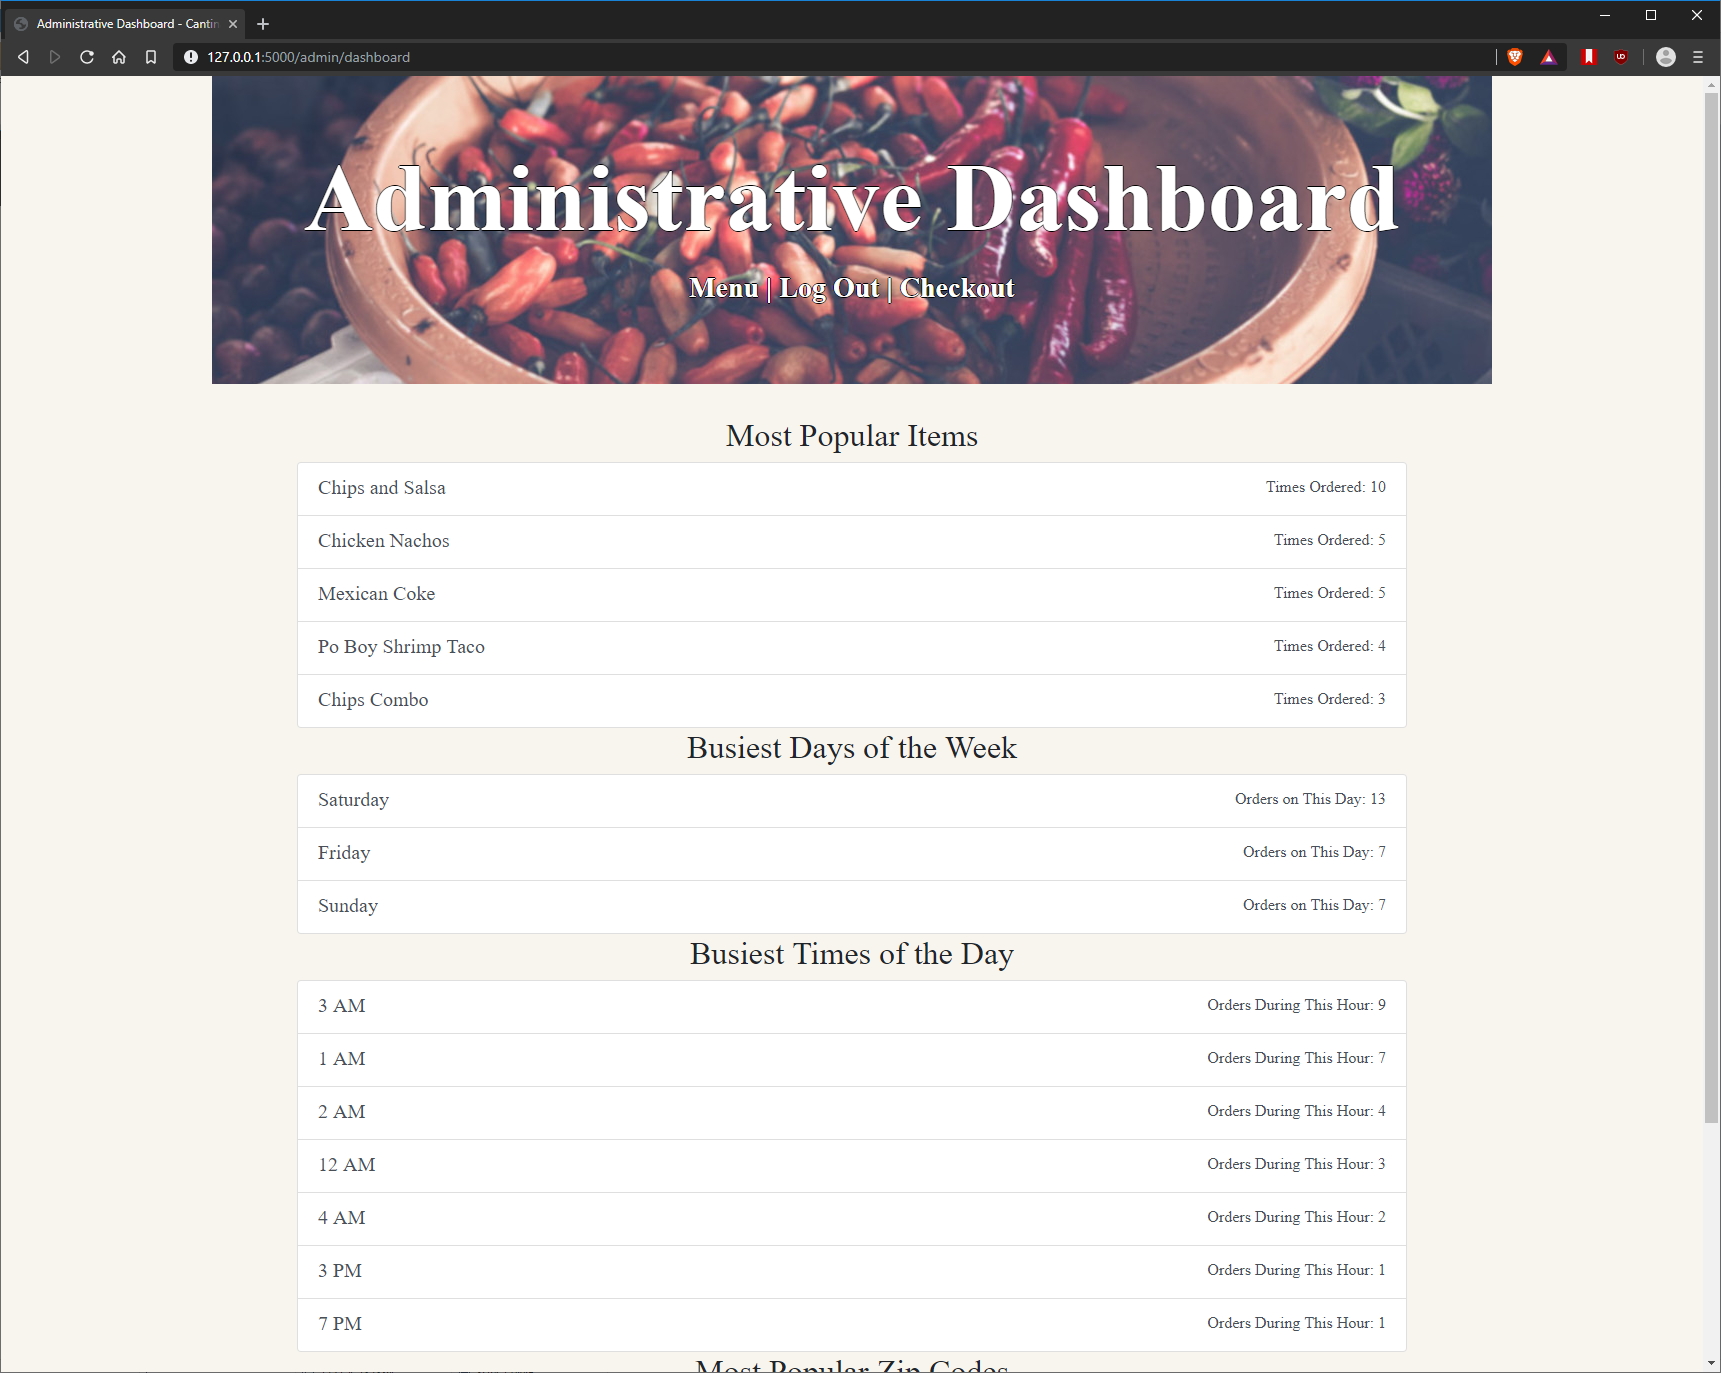 Administrative Dashboard - Cantin
127.0.0.1:5000/admin/dashboard
Administrative Dashboard
Menu | Log Out | Checkout
Most Popular Items
Chips and Salsa Times Ordered: 10
Chicken Nachos Times Ordered: 5
Mexican Coke Times Ordered: 5
Po Boy Shrimp Taco Times Ordered: 4
Chips Combo Times Ordered: 3
Busiest Days of the Week
Saturday Orders on This Day: 13
Friday Orders on This Day: 7
Sunday Orders on This Day: 7
Busiest Times of the Day
3 AM Orders During This Hour: 9
1 AM Orders During This Hour: 7
2 AM Orders During This Hour: 4
12 AM Orders During This Hour: 3
4 AM Orders During This Hour: 2
3 PM Orders During This Hour: 1
7 PM Orders During This Hour: 1
Most Popular Zip Codes